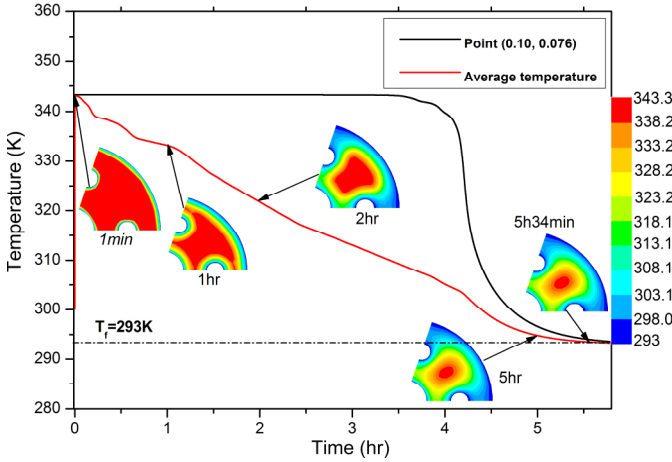 360
350
340
330
320
310
300
290
280
Temperature (K)
Point (0.10, 0.076)
Average temperature
1min
1hr
2hr
5h34min
5hr
T_f=293K
0
1
2
3
4
5
Time (hr)
343.3
338.2
333.2
328.2
323.2
318.1
313.1
308.1
303.1
298.0
293